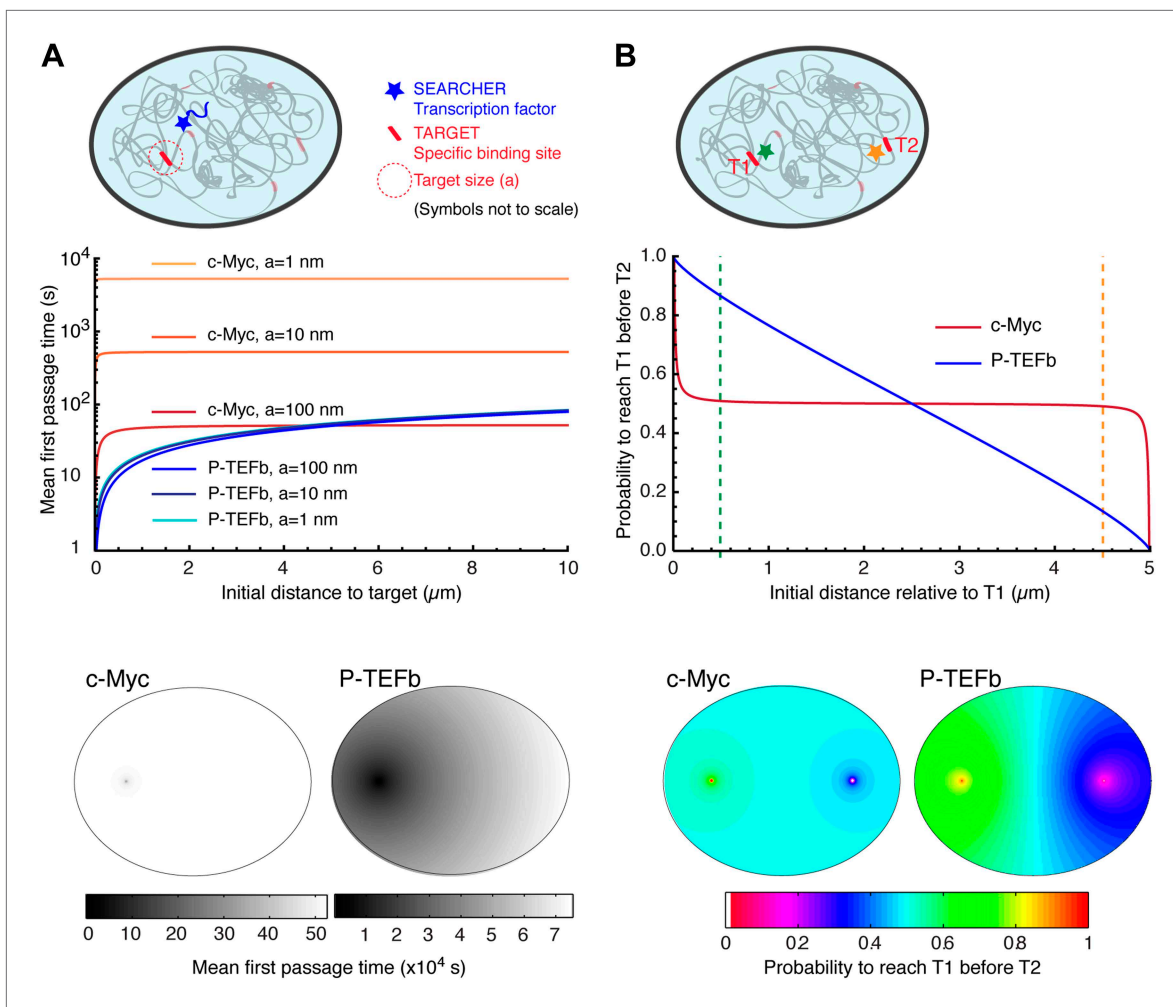 A
SEARCHER
Transcription factor
TARGET
Specific binding site
Target size (a)
(Symbols not to scale)
10⁴
10³
10²
10
1
Mean first passage time (s)
c-Myc, a=1 nm
c-Myc, a=10 nm
c-Myc, a=100 nm
P-TEFb, a=100 nm
P-TEFb, a=10 nm
P-TEFb, a=1 nm
0 2 4 6 8 10
Initial distance to target (µm)
c-Myc
P-TEFb
0 10 20 30 40 50
1 2 3 4 5 6 7
Mean first passage time (x10⁴ s)
B
T1
T2
1.0
0.8
0.6
0.4
0.2
0.0
Probability to reach T1 before T2
c-Myc
P-TEFb
0 1 2 3 4 5
Initial distance relative to T1 (µm)
c-Myc
P-TEFb
0 0.2 0.4 0.6 0.8 1
Probability to reach T1 before T2